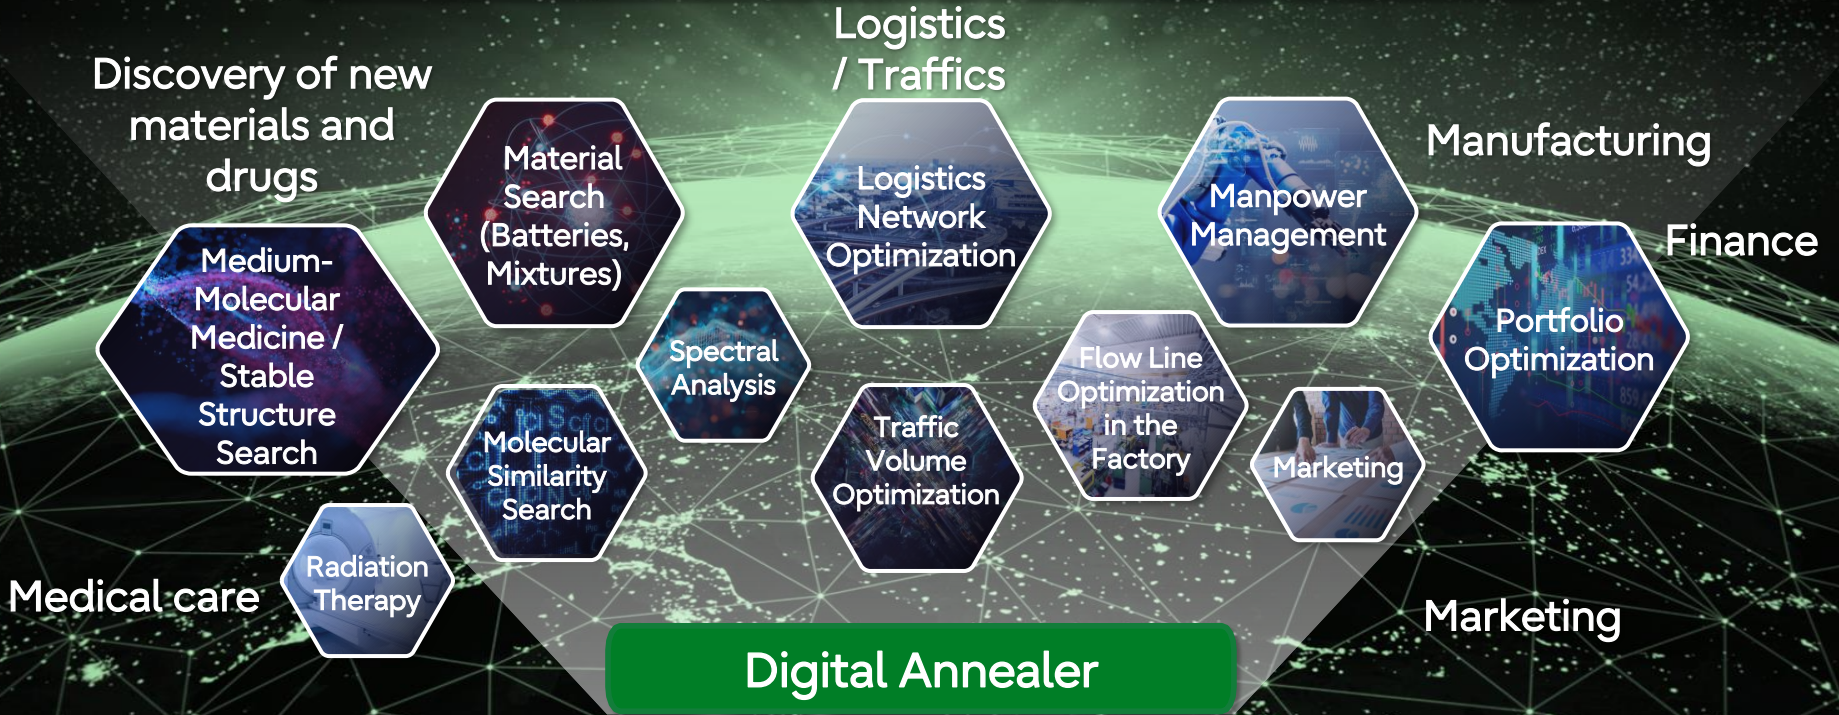 Logistics
/ Traffics
Discovery of new
materials and
drugs
Manufacturing
Finance
Material
Search
(Batteries,
Mixtures)
Logistics
Network
Optimization
Manpower
Management
Medium-
Molecular
Medicine /
Stable
Structure
Search
Portfolio
Optimization
Spectral
Analysis
Flow Line
Optimization
in the
Factory
Molecular
Similarity
Search
Traffic
Volume
Optimization
Marketing
Radiation
Therapy
Medical care
Marketing
Digital Annealer